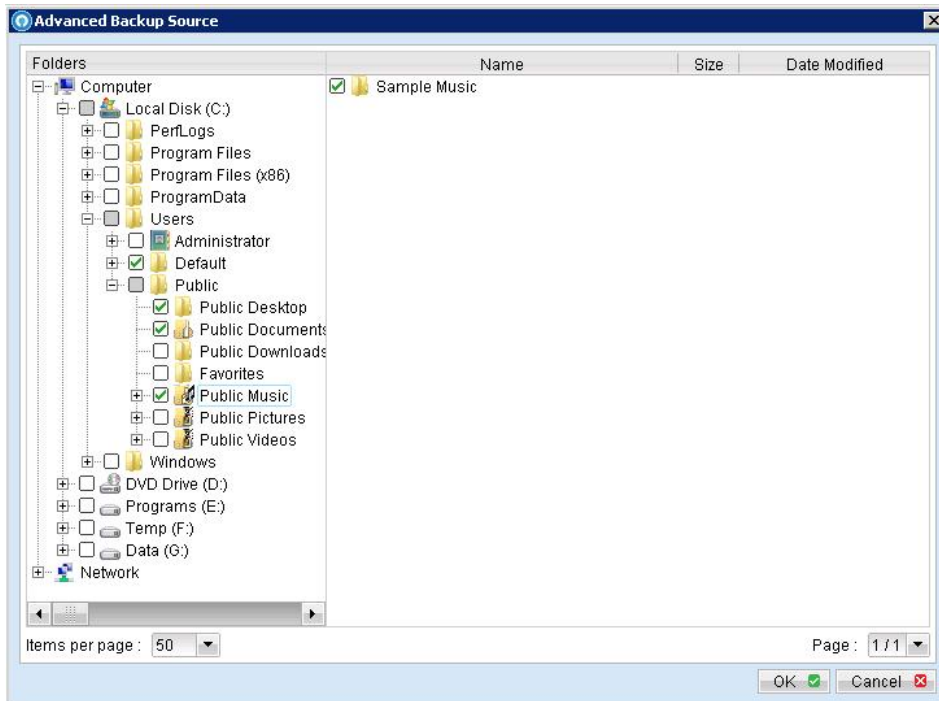 Advanced Backup Source
Folders
Name
Size
Date Modified
Computer
Local Disk (C:)
PerfLogs
Program Files
Program Files (x86)
ProgramData
Users
Administrator
Default
Public
Public Desktop
Public Documents
Public Downloads
Favorites
Public Music
Public Pictures
Public Videos
Windows
DVD Drive (D:)
Programs (E:)
Temp (F:)
Data (G:)
Network
Sample Music
Items per page : 50
Page : 1 / 1
OK
Cancel